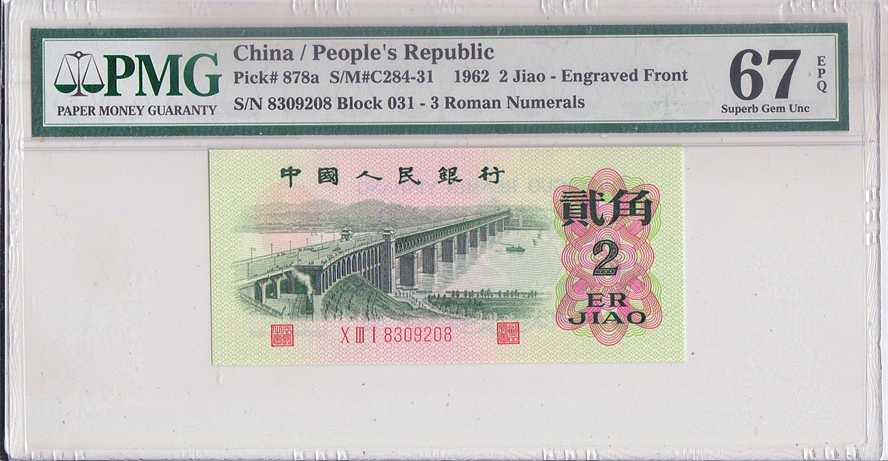 PMG
PAPER MONEY GUARANTY
China / People's Republic
Pick# 878a S/M#C284-31 1962 2 Jiao - Engraved Front
S/N 8309208 Block 031 - 3 Roman Numerals
67
EPQ
Superb Gem Unc
中國人民銀行
貳角
2
ER
JIAO
X III I 8309208